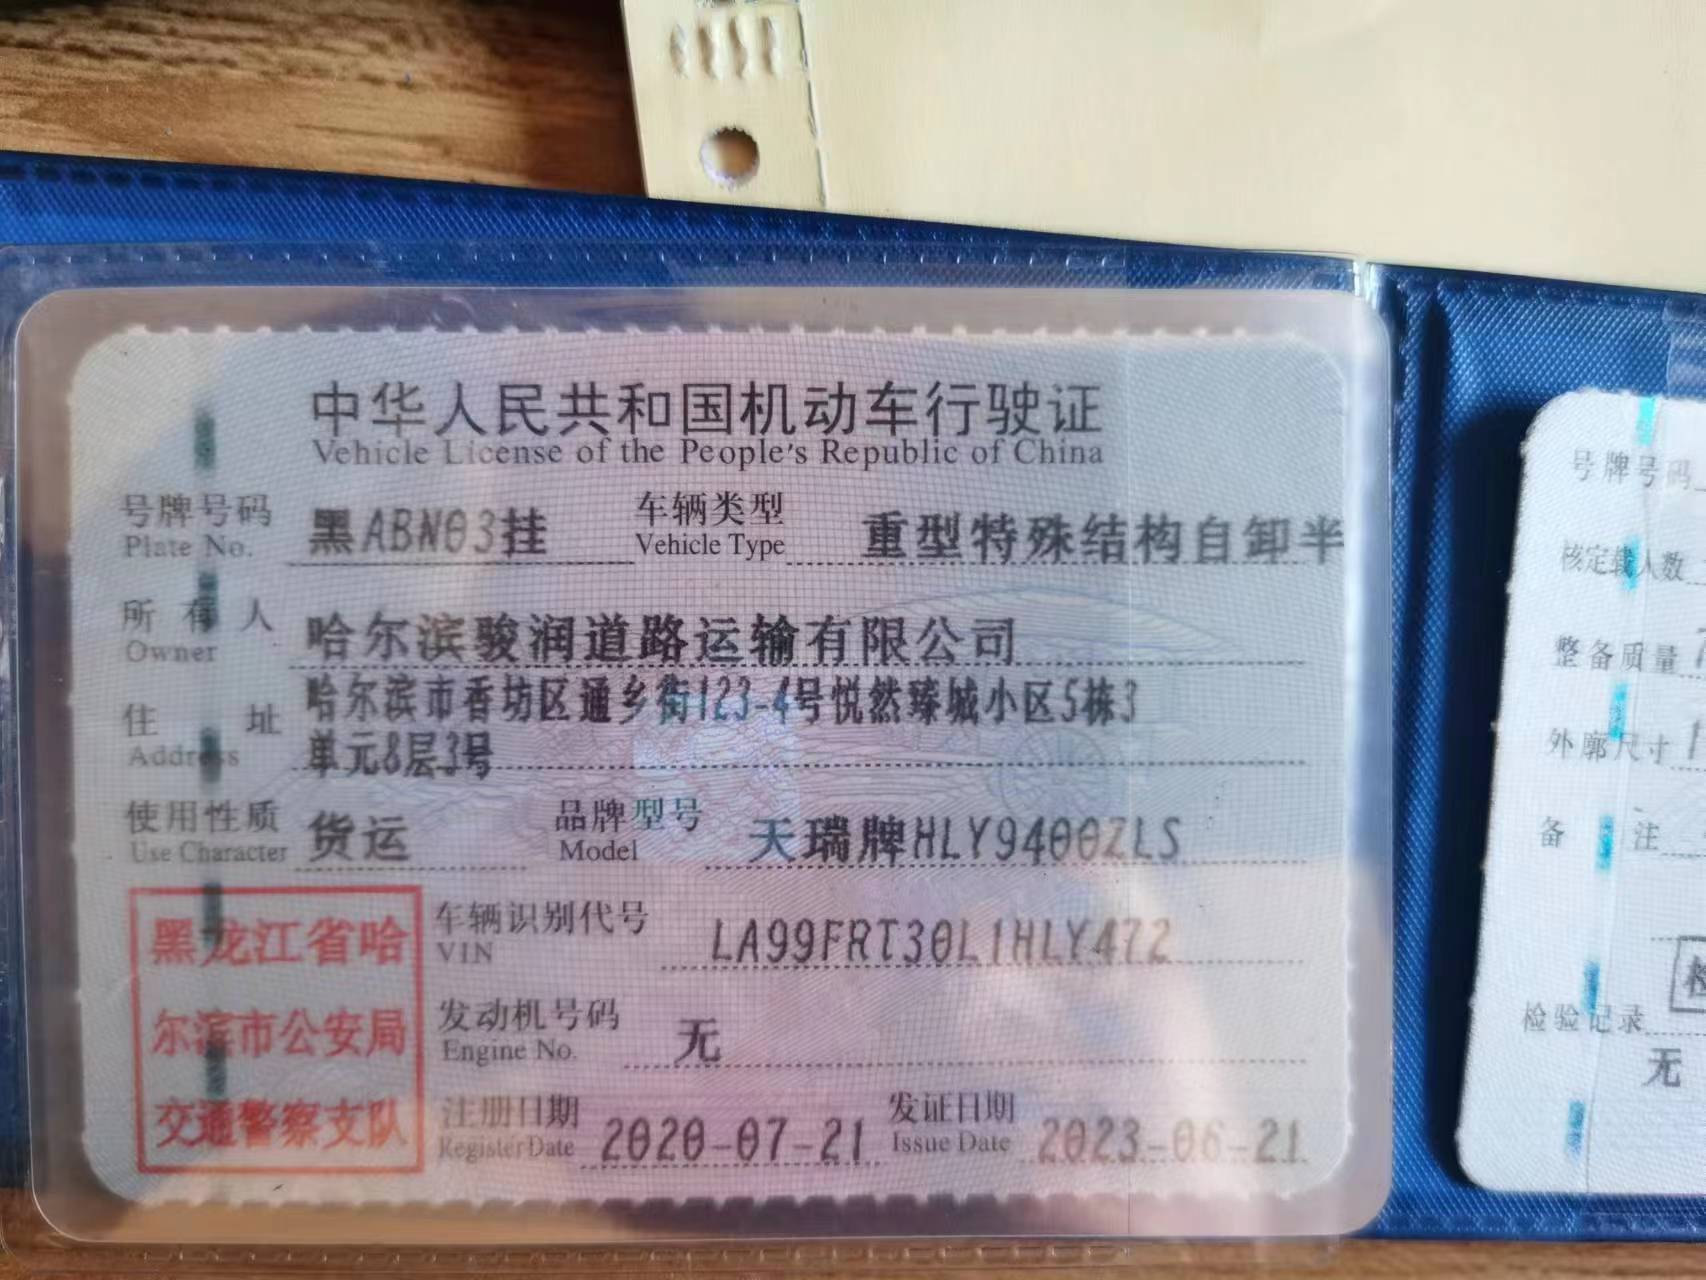 中华人民共和国机动车行驶证
Vehicle License of the People's Republic of China
号牌号码 黑ABN03挂 车辆类型 重型特殊结构自卸半
Plate No. Vehicle Type
所有人 哈尔滨骏润道路运输有限公司
Owner
住址 哈尔滨市香坊区通乡街123-4号悦然臻城小区5栋3
Address 单元8层3号
使用性质 货运 品牌型号 天瑞牌HLY9400ZLS
Use Character Model
黑龙江省哈
尔滨市公安局
交通警察支队
车辆识别代号 LA99FRT30L1HLY472
VIN
发动机号码 无
Engine No.
注册日期 2020-07-21 发证日期 2023-06-21
Register Date Issue Date
号牌号码
核定载人数
整备质量
外廓尺寸
备注
检验记录
无